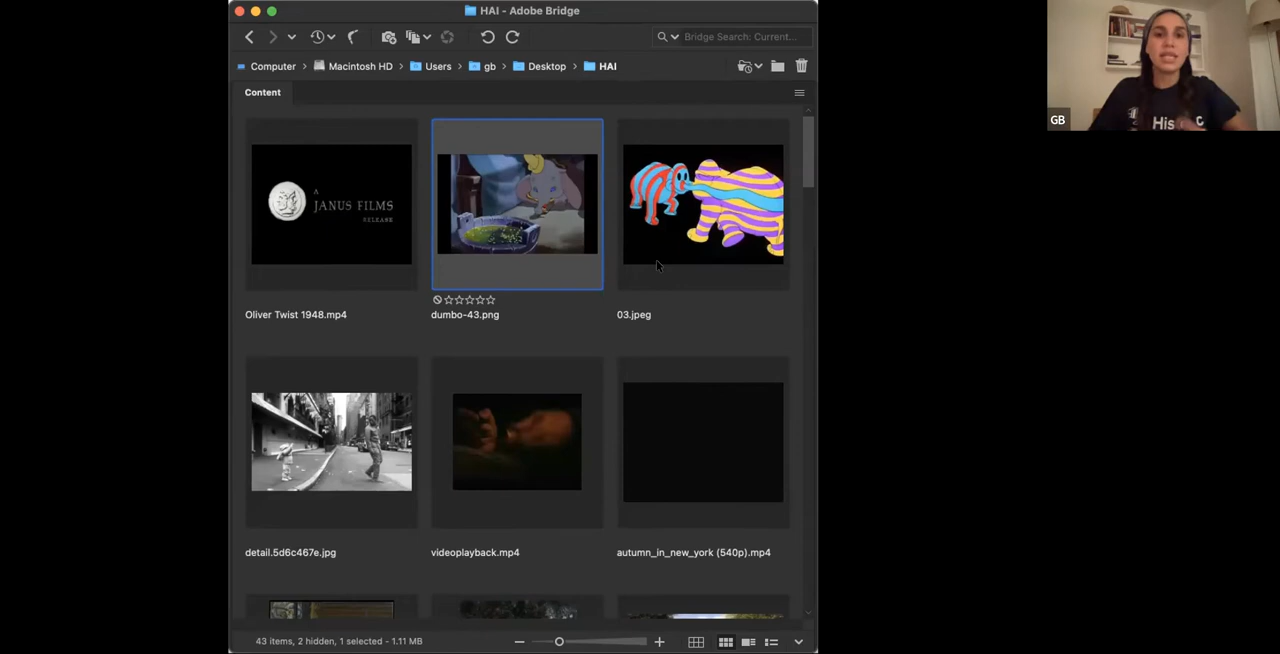 HAI - Adobe Bridge
Bridge Search: Current...
Computer Macintosh HD Users gb Desktop HAI
Content
A
JANUS FILMS
RELEASE
Oliver Twist 1948.mp4 dumbo-43.png 03.jpeg
detail.5d6c467e.jpg videoplayback.mp4 autumn_in_new_york (540p).mp4
43 items, 2 hidden, 1 selected - 1.11 MB
GB